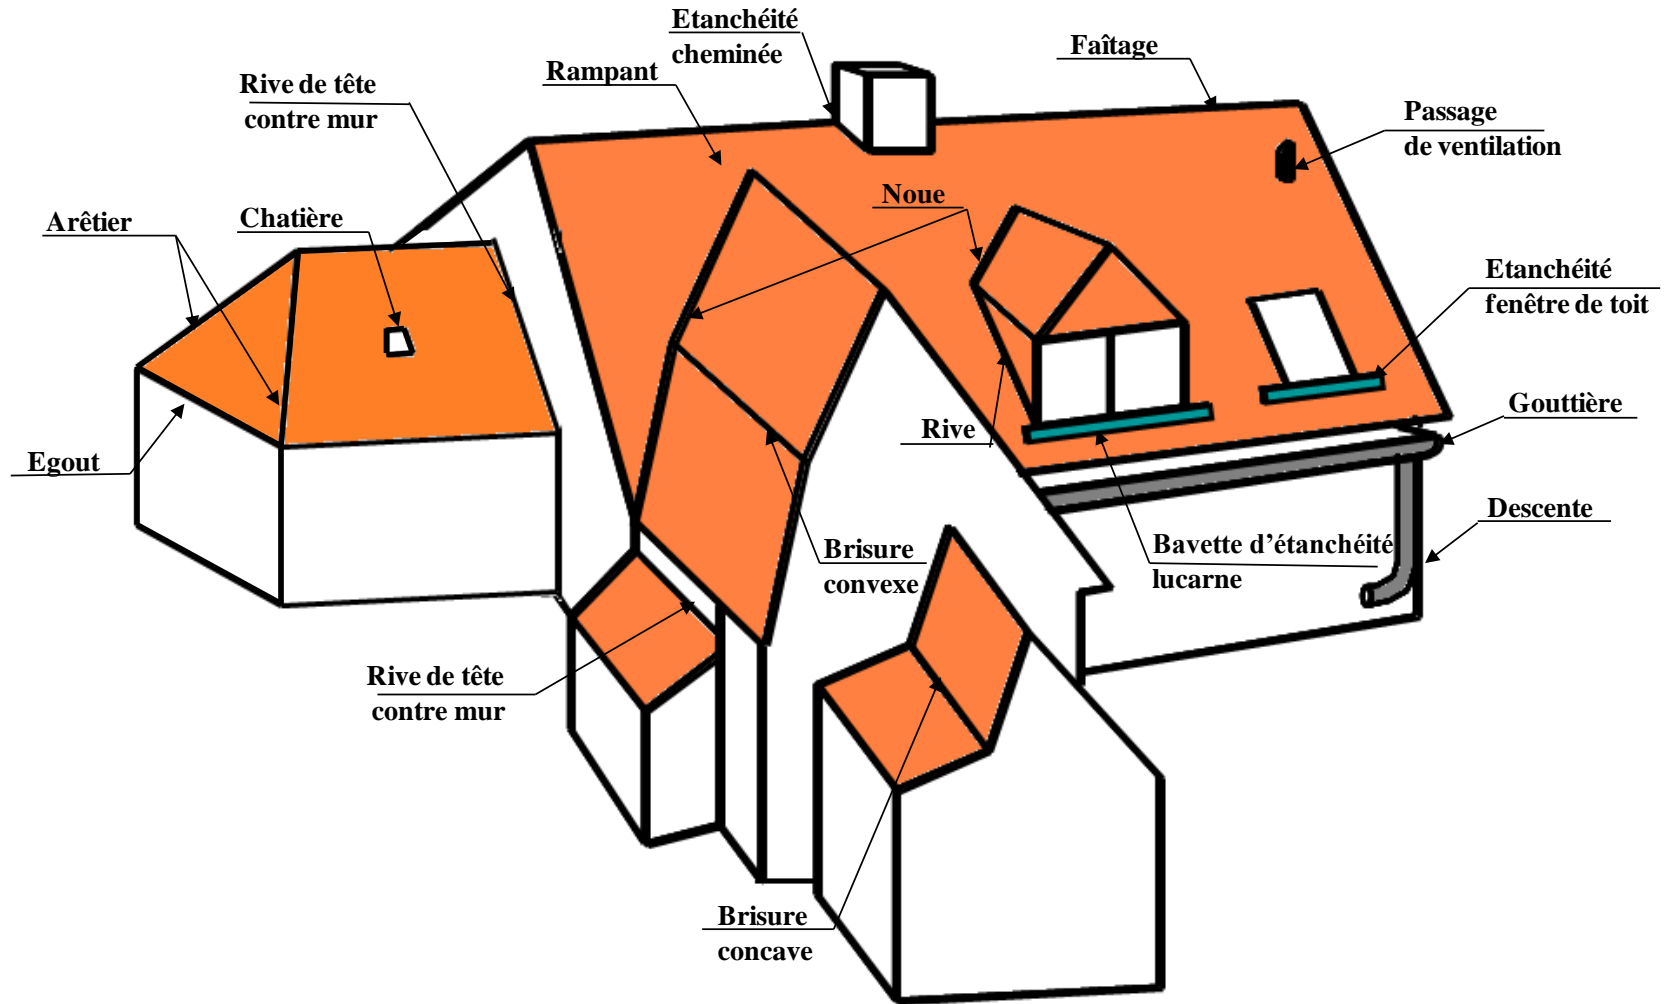 Etanchéité
cheminée
Faîtage
Rampant
Rive de tête
contre mur
Passage
de ventilation
Noue
Chatière
Arêtier
Etanchéité
fenêtre de toit
Gouttière
Rive
Egout
Descente
Bavette d’étanchéité
lucarne
Brisure
convexe
Rive de tête
contre mur
Brisure
concave